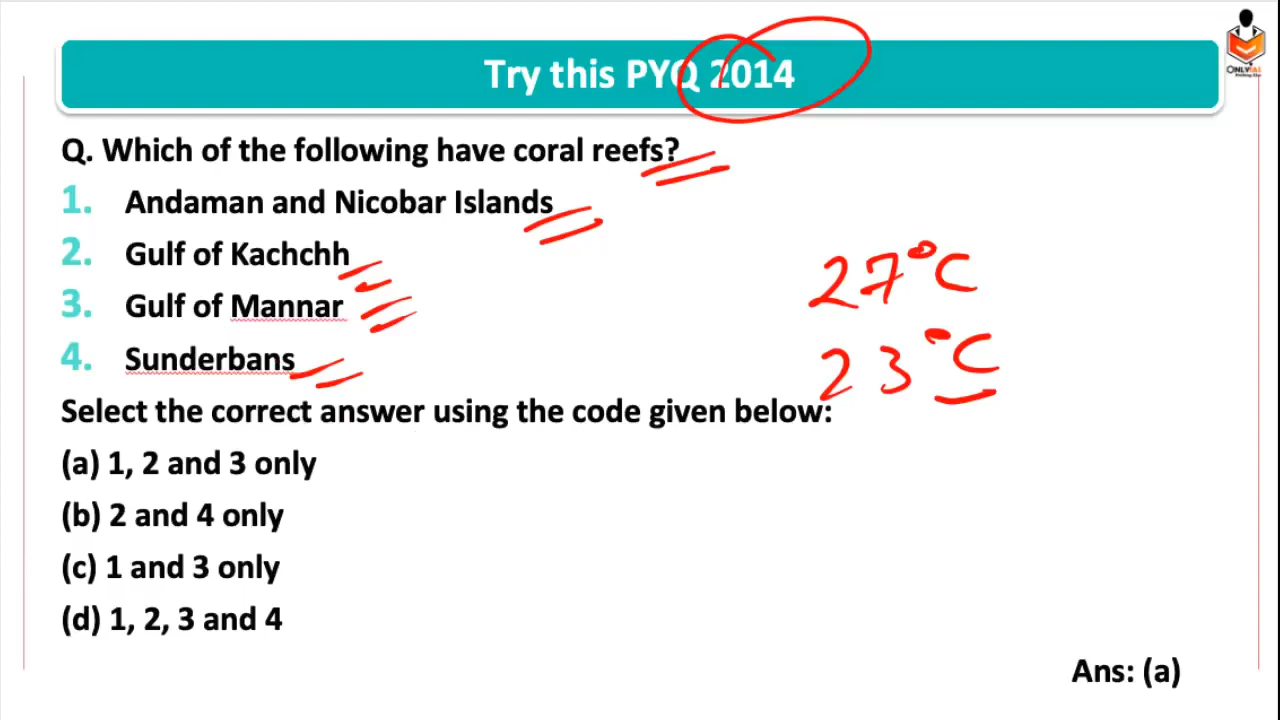 Try this PYQ 2014
ONLYIAS
Q. Which of the following have coral reefs?
1. Andaman and Nicobar Islands
2. Gulf of Kachchh
3. Gulf of Mannar
4. Sunderbans
27°C
23°C
Select the correct answer using the code given below:
(a) 1, 2 and 3 only
(b) 2 and 4 only
(c) 1 and 3 only
(d) 1, 2, 3 and 4
Ans: (a)